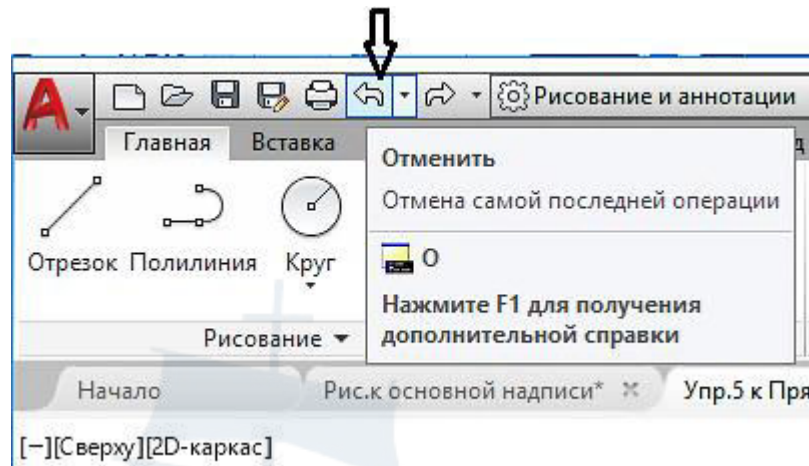 Рисование и аннотации
Главная Вставка
Отменить
Отмена самой последней операции
О
Нажмите F1 для получения
дополнительной справки
Отрезок Полилиния Круг
Рисование
Начало Рис.к основной надписи* Упр.5 к Пря
[−][Сверху][2D-каркас]